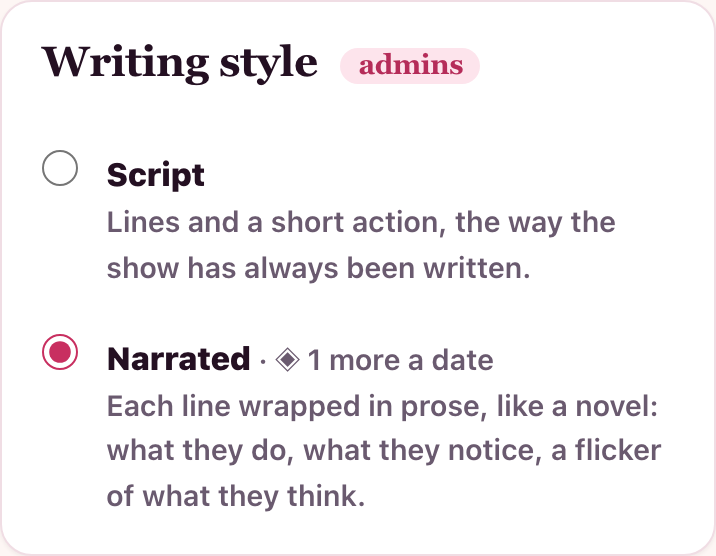 Writing style admins
Script
Lines and a short action, the way the
show has always been written.
Narrated · ◈ 1 more a date
Each line wrapped in prose, like a novel:
what they do, what they notice, a flicker
of what they think.